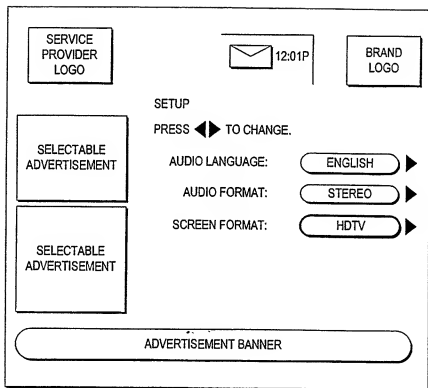 SERVICE
PROVIDER
LOGO
12:01P
BRAND
LOGO
SETUP
PRESS ◀▶ TO CHANGE.
SELECTABLE
ADVERTISEMENT
AUDIO LANGUAGE: ENGLISH
AUDIO FORMAT: STEREO
SCREEN FORMAT: HDTV
SELECTABLE
ADVERTISEMENT
ADVERTISEMENT BANNER